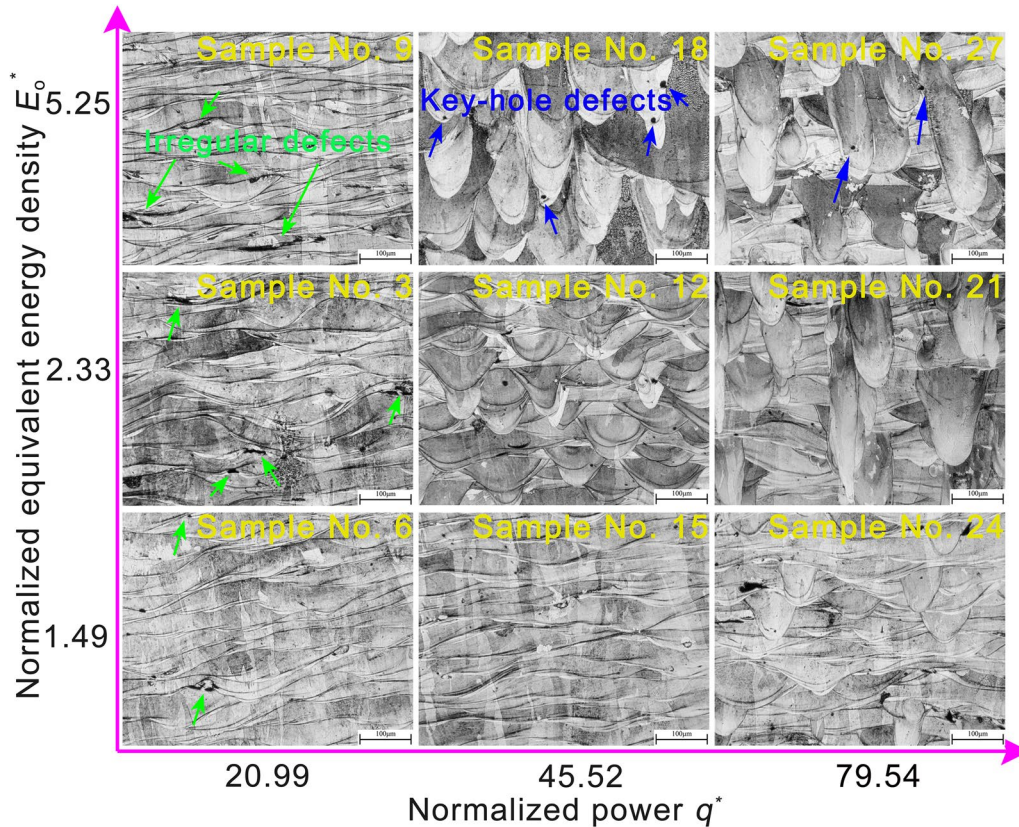 Normalized equivalent energy density Eo*
5.25
2.33
1.49
Sample No. 9
Irregular defects
100μm
Sample No. 18
Key-hole defects
100μm
Sample No. 27
100μm
Sample No. 3
100μm
Sample No. 12
100μm
Sample No. 21
100μm
Sample No. 6
100μm
Sample No. 15
100μm
Sample No. 24
100μm
20.99
45.52
79.54
Normalized power q*